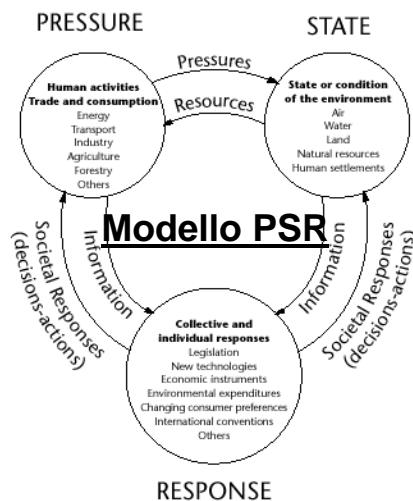 PRESSURE
STATE
Human activities
Trade and consumption
Energy
Transport
Industry
Agriculture
Forestry
Others
Pressures
Resources
State or condition
of the environment
Air
Water
Land
Natural resources
Human settlements
Modello PSR
Societal Responses
(decisions-actions)
Information
Information
Societal Responses
(decisions-actions)
Collective and
individual responses
Legislation
New technologies
Economic instruments
Environmental expenditures
Changing consumer preferences
International conventions
Others
RESPONSE